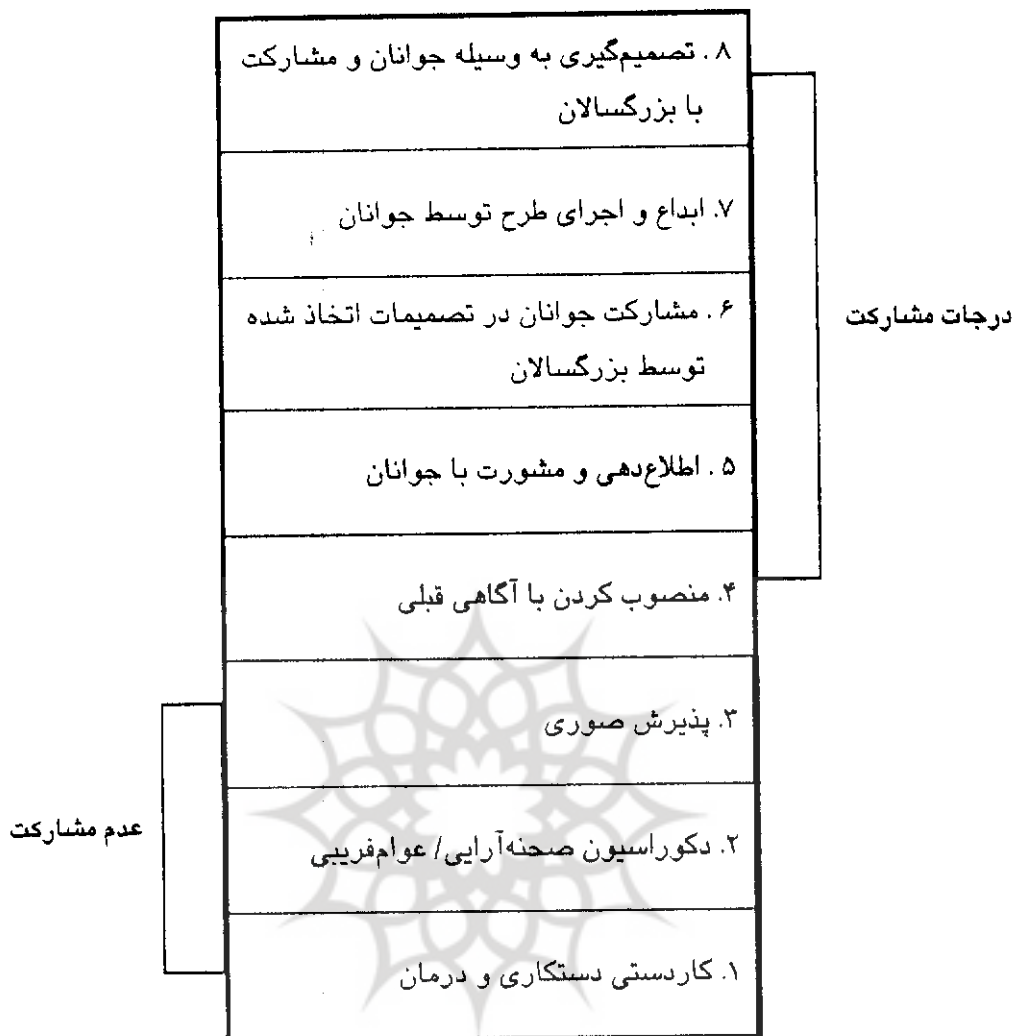 ۸. تصمیم‌گیری به وسیله جوانان و مشارکت
با بزرگسالان
۷. ابداع و اجرای طرح توسط جوانان
۶. مشارکت جوانان در تصمیمات اتخاذ شده
توسط بزرگسالان
درجات مشارکت
۵. اطلاع‌دهی و مشورت با جوانان
۴. منصوب کردن با آگاهی قبلی
۳. پذیرش صوری
۲. دکوراسیون صحنه‌آرایی/ عوام‌فریبی
عدم مشارکت
۱. کاردستی دستکاری و درمان